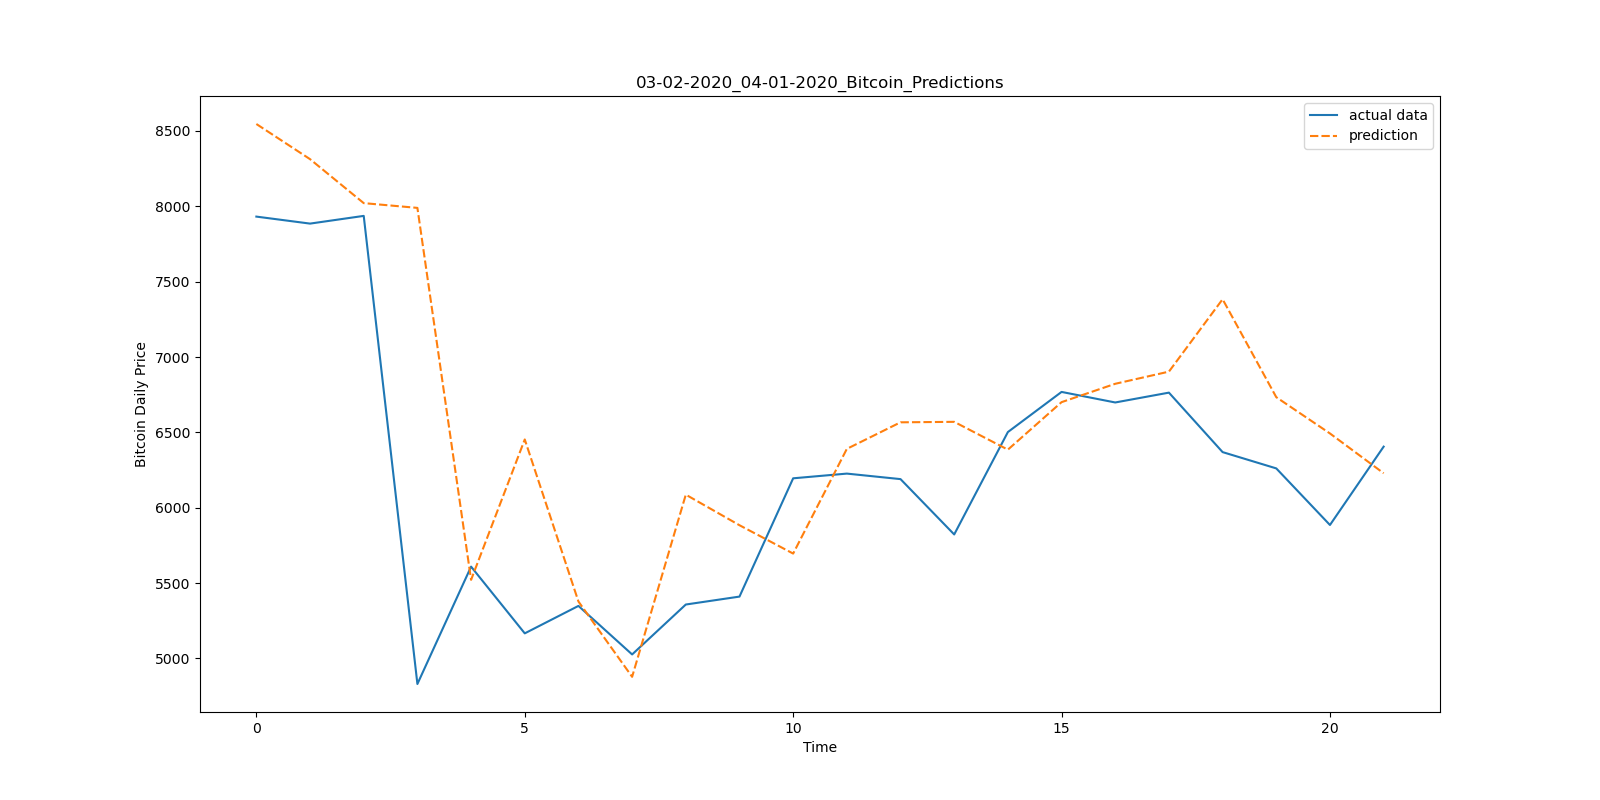 03-02-2020_04-01-2020_Bitcoin_Predictions
actual data
prediction
8500
8000
7500
7000
6500
6000
5500
5000
Bitcoin Daily Price
0 5 10 15 20
Time